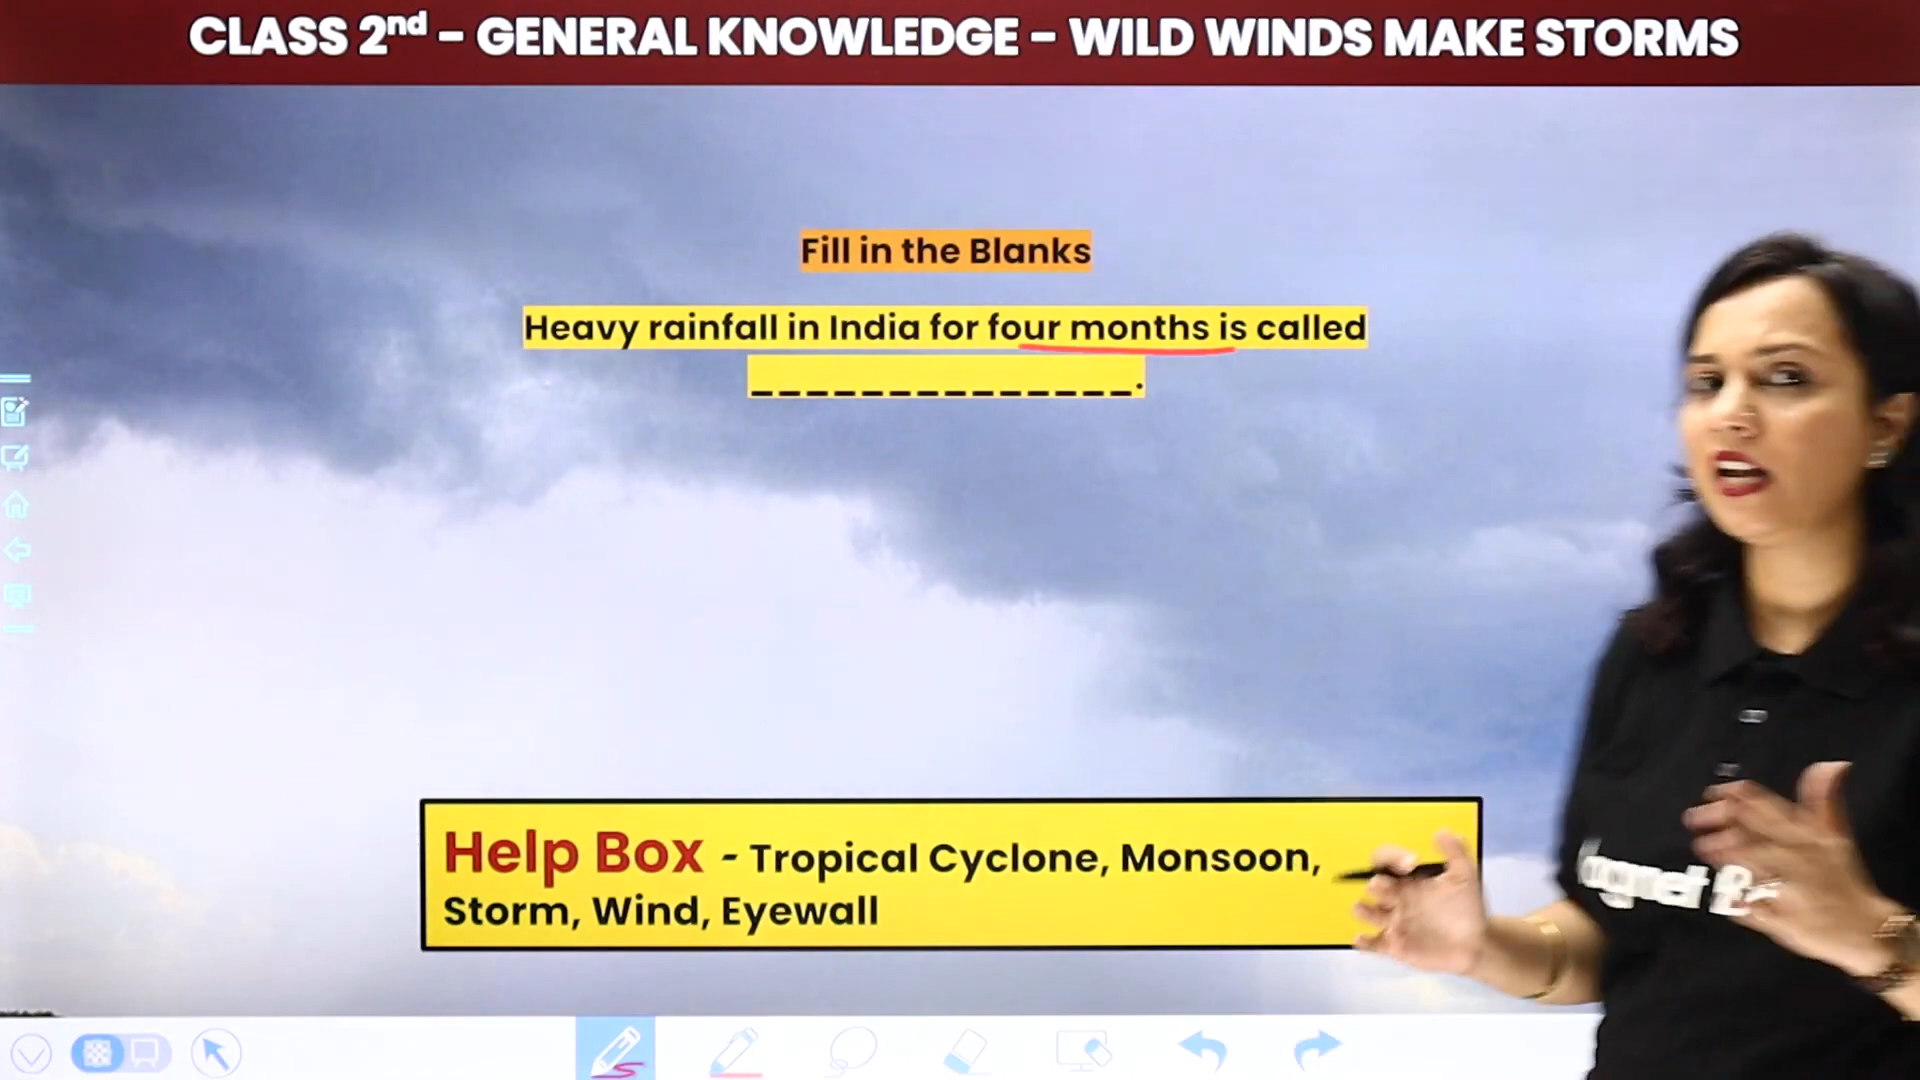 CLASS 2nd - GENERAL KNOWLEDGE - WILD WINDS MAKE STORMS
Fill in the Blanks
Heavy rainfall in India for four months is called
______________.
Help Box - Tropical Cyclone, Monsoon,
Storm, Wind, Eyewall